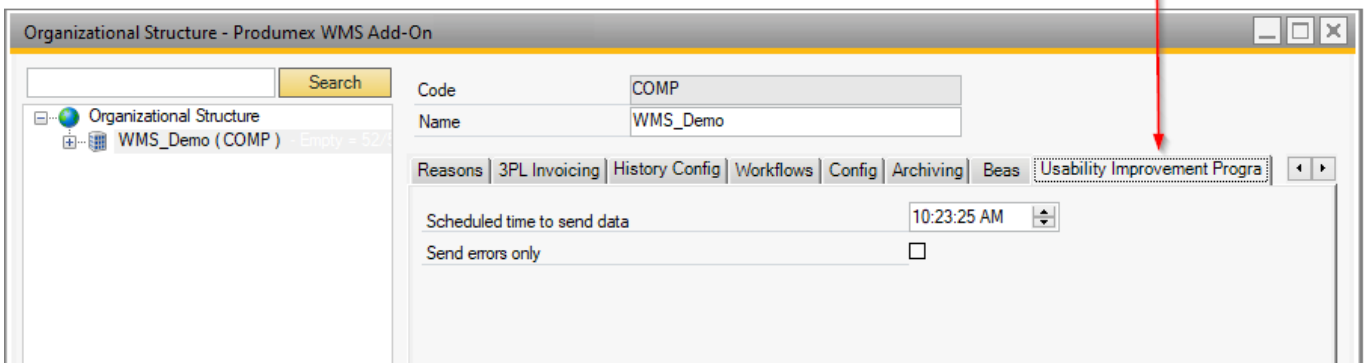 Organizational Structure - Produmex WMS Add-On
Search
Organizational Structure
WMS_Demo ( COMP ) - Empty = 52/
Code COMP
Name WMS_Demo
Reasons 3PL Invoicing History Config Workflows Config Archiving Beas Usability Improvement Progra
Scheduled time to send data 10:23:25 AM
Send errors only